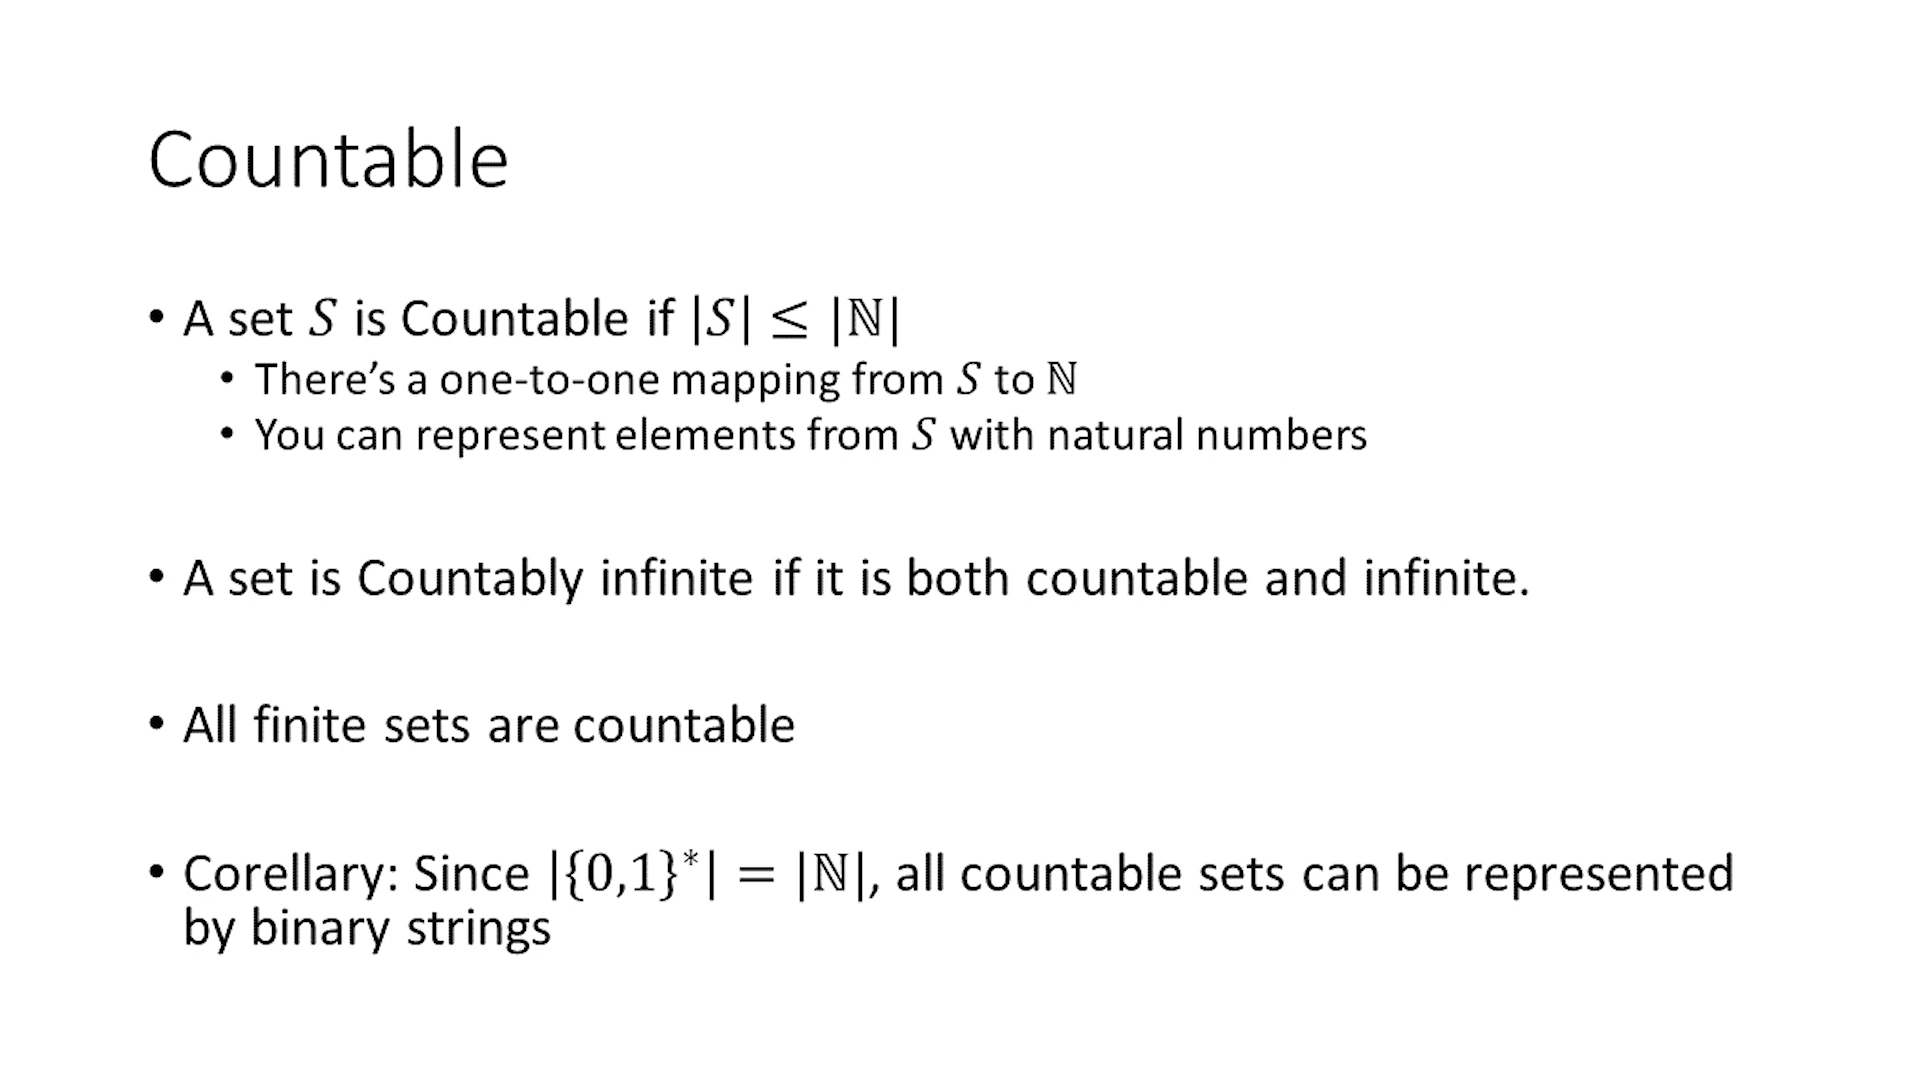 Countable
• A set S is Countable if |S| ≤ |ℕ|
• There’s a one-to-one mapping from S to ℕ
• You can represent elements from S with natural numbers
• A set is Countably infinite if it is both countable and infinite.
• All finite sets are countable
• Corellary: Since |{0,1}*| = |ℕ|, all countable sets can be represented
by binary strings